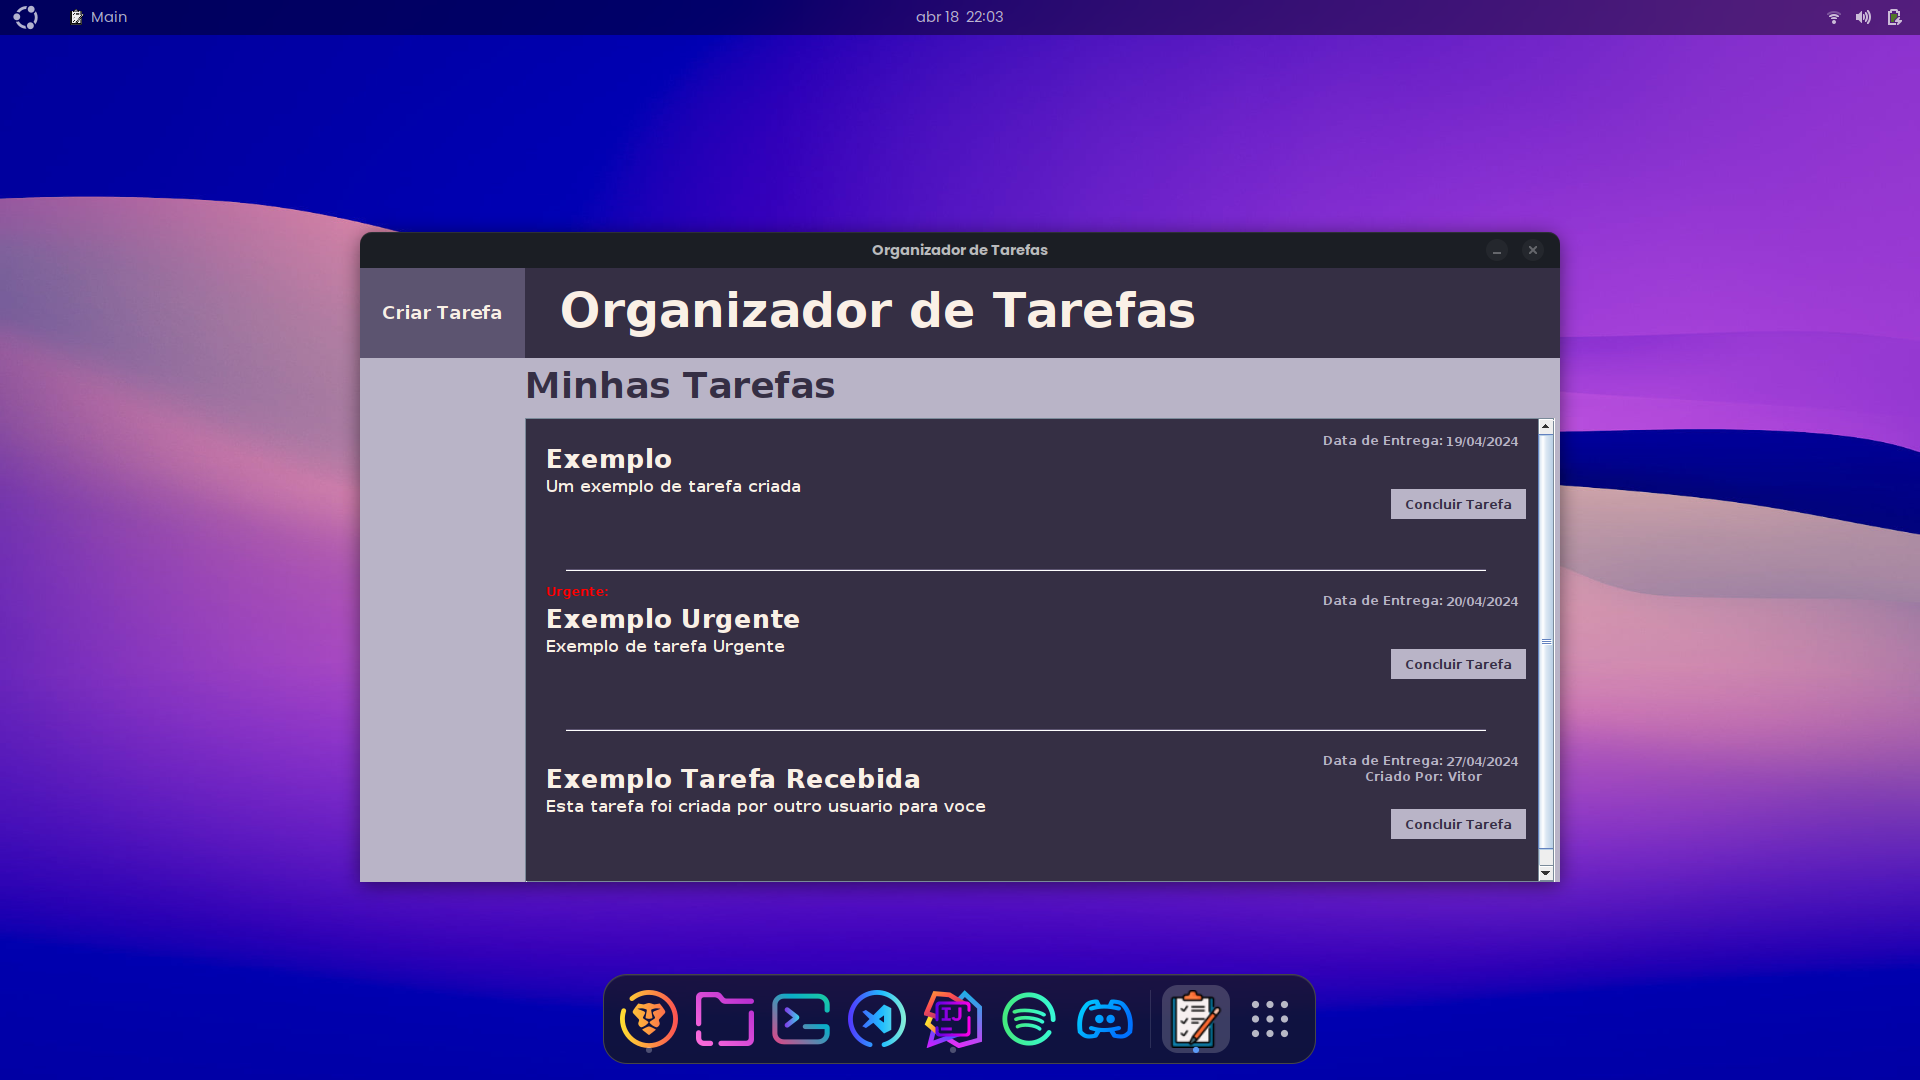 Main
abr 18 22:03
Organizador de Tarefas
Criar Tarefa
Organizador de Tarefas
Minhas Tarefas
Data de Entrega: 19/04/2024
Exemplo
Um exemplo de tarefa criada
Concluir Tarefa
Urgente:
Data de Entrega: 20/04/2024
Exemplo Urgente
Exemplo de tarefa Urgente
Concluir Tarefa
Data de Entrega: 27/04/2024
Criado Por: Vitor
Exemplo Tarefa Recebida
Esta tarefa foi criada por outro usuario para voce
Concluir Tarefa
IJ